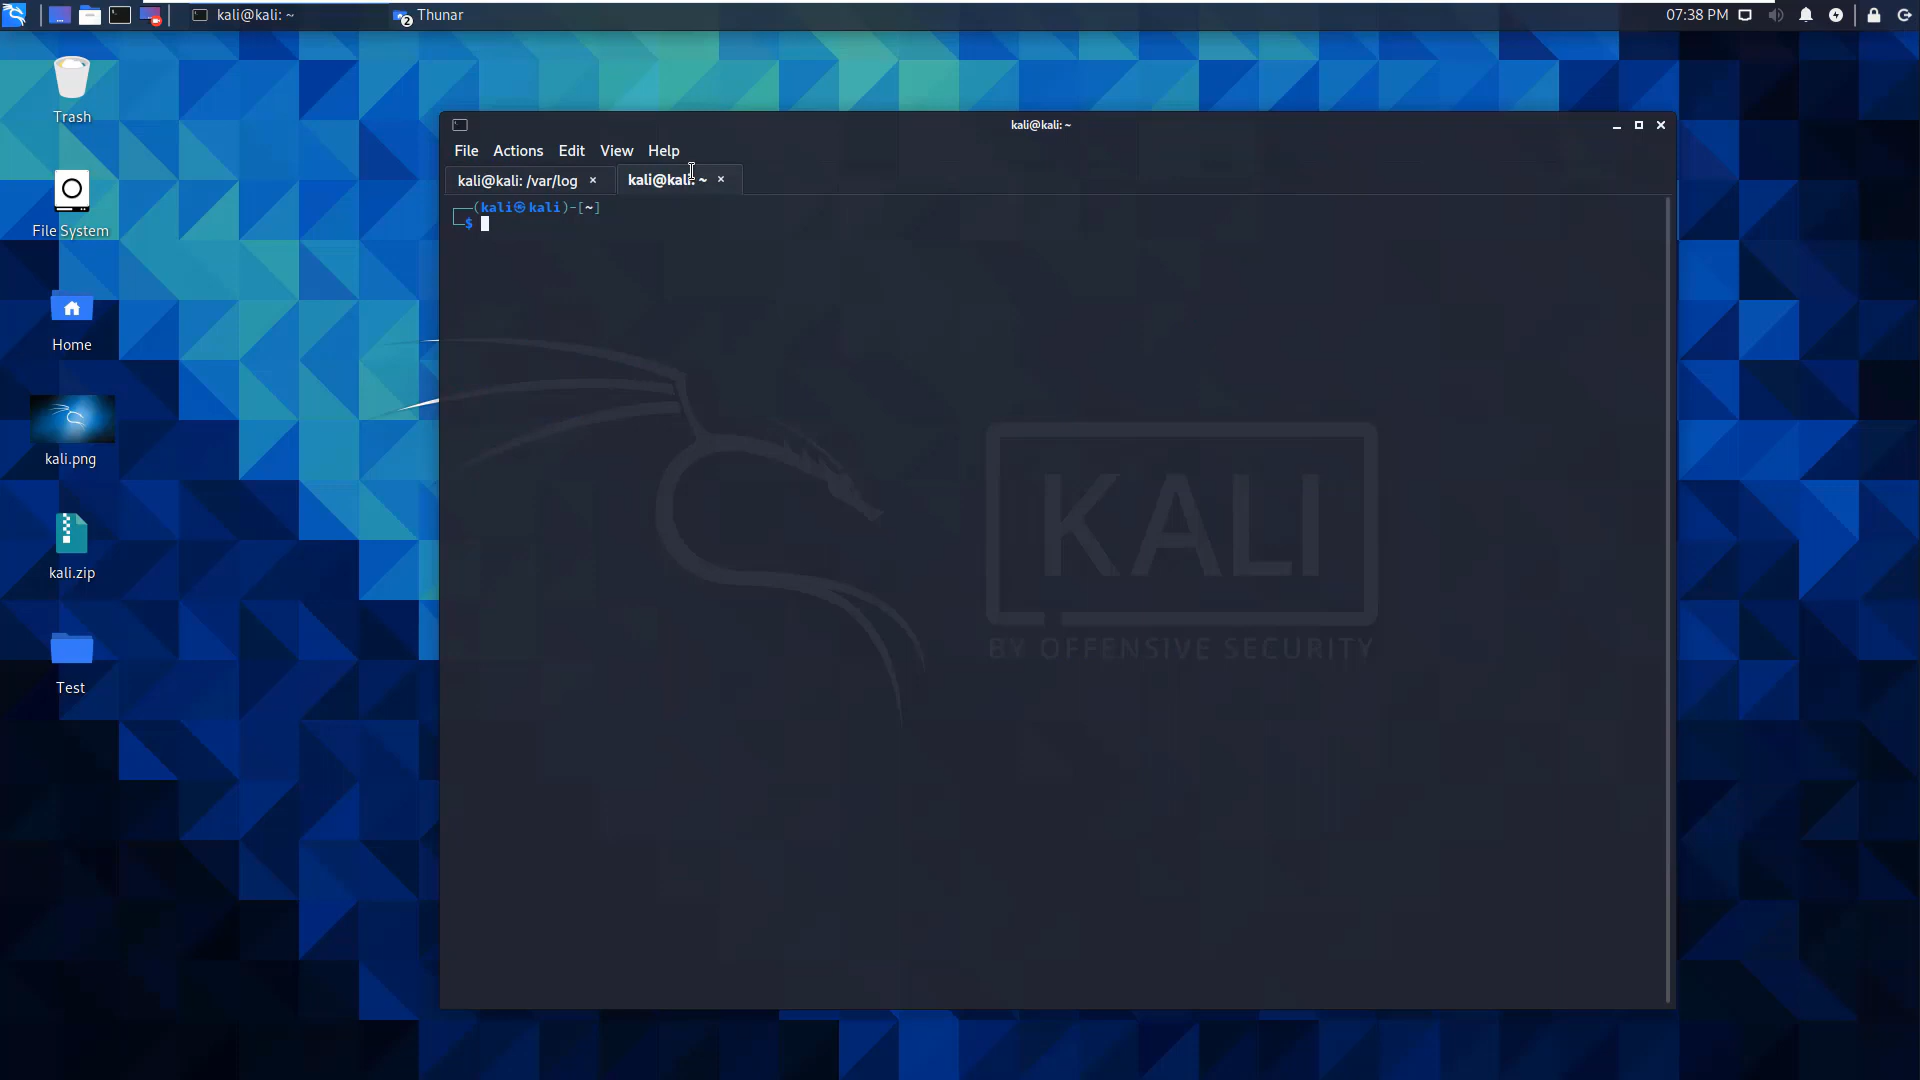 kali@kali: ~
2
Thunar
07:38 PM
Trash
File System
Home
kali.png
kali.zip
Test
kali@kali: ~
File Actions Edit View Help
kali@kali: /var/log ×
kali@kali: ~ ×
┌──(kali㉿kali)-[~]
└─$
KALI
BY OFFENSIVE SECURITY